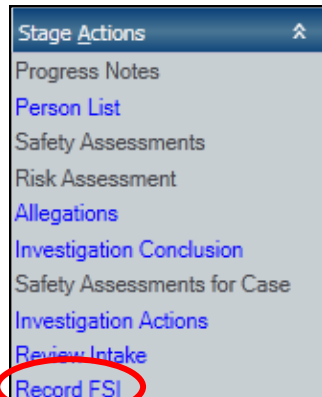 Stage Actions
Progress Notes
Person List
Safety Assessments
Risk Assessment
Allegations
Investigation Conclusion
Safety Assessments for Case
Investigation Actions
Review Intake
Record FSI